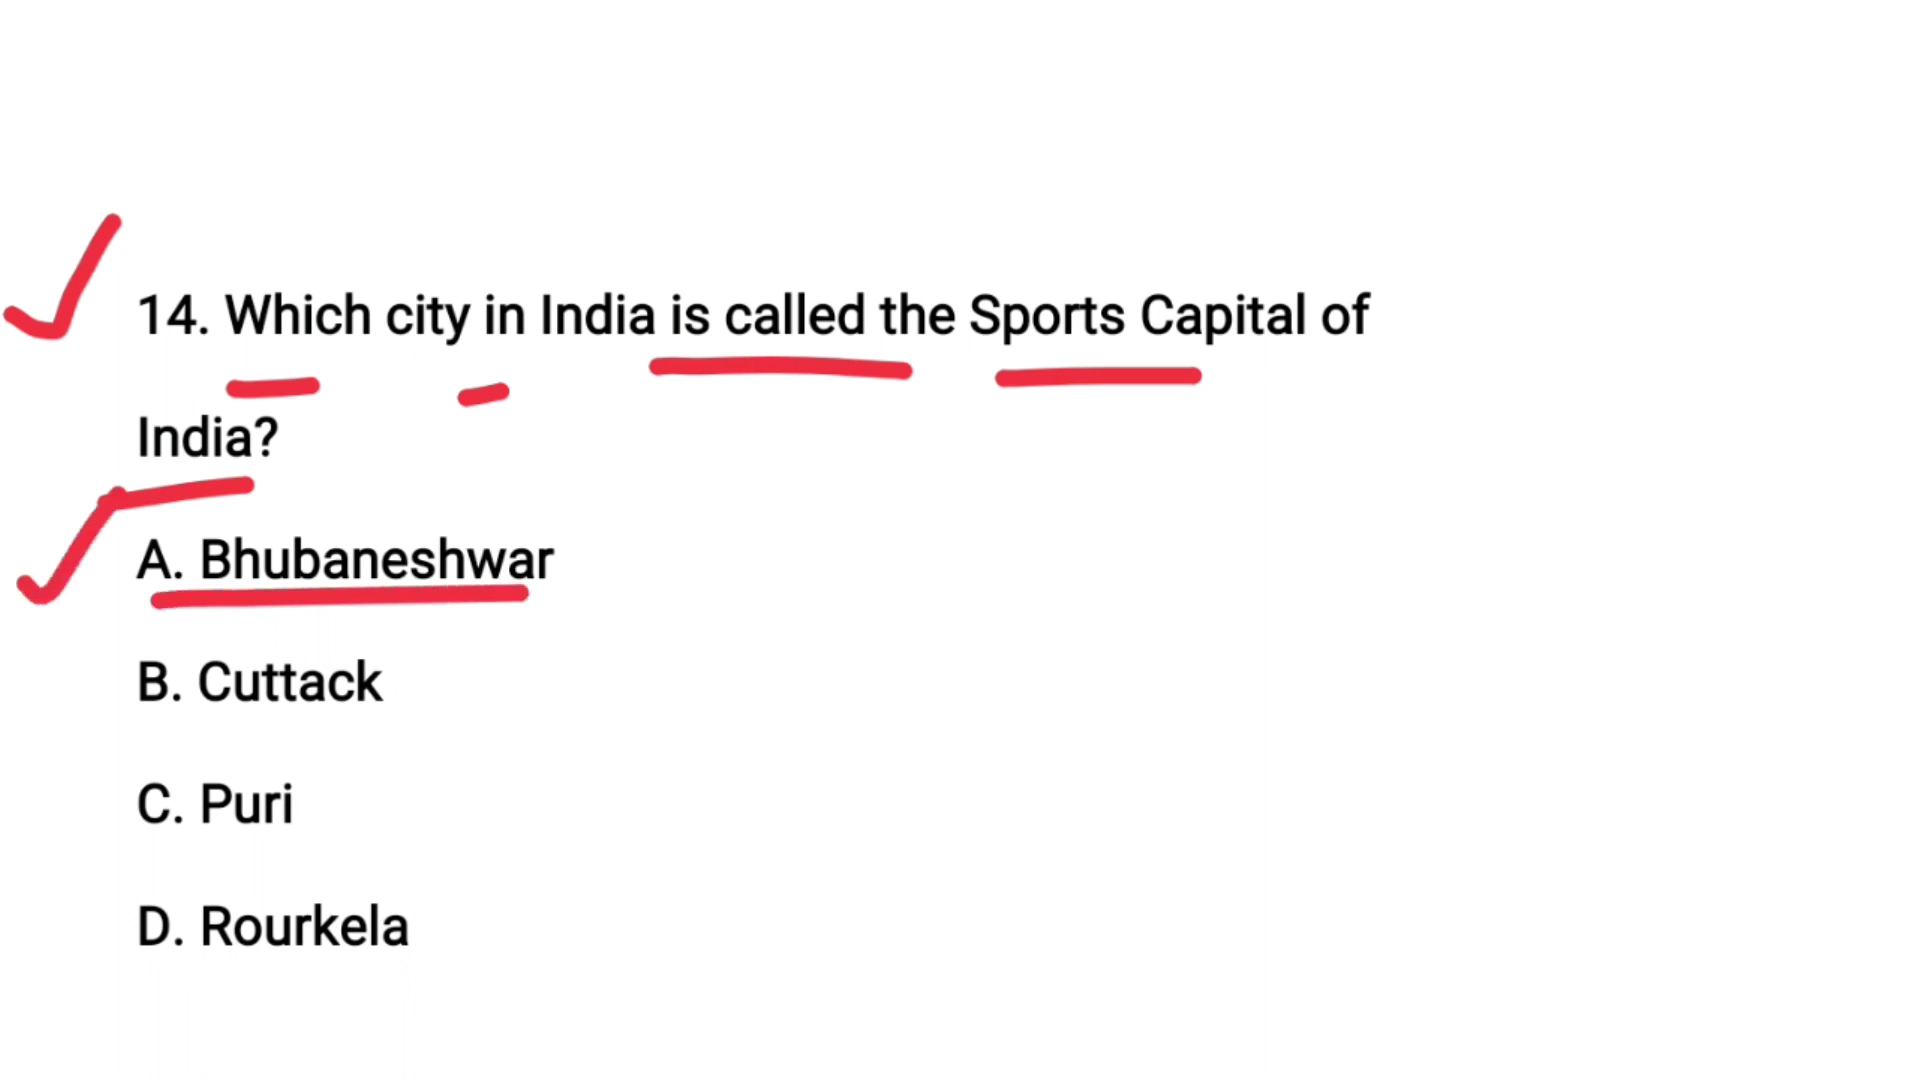 14. Which city in India is called the Sports Capital of
India?
A. Bhubaneshwar
B. Cuttack
C. Puri
D. Rourkela